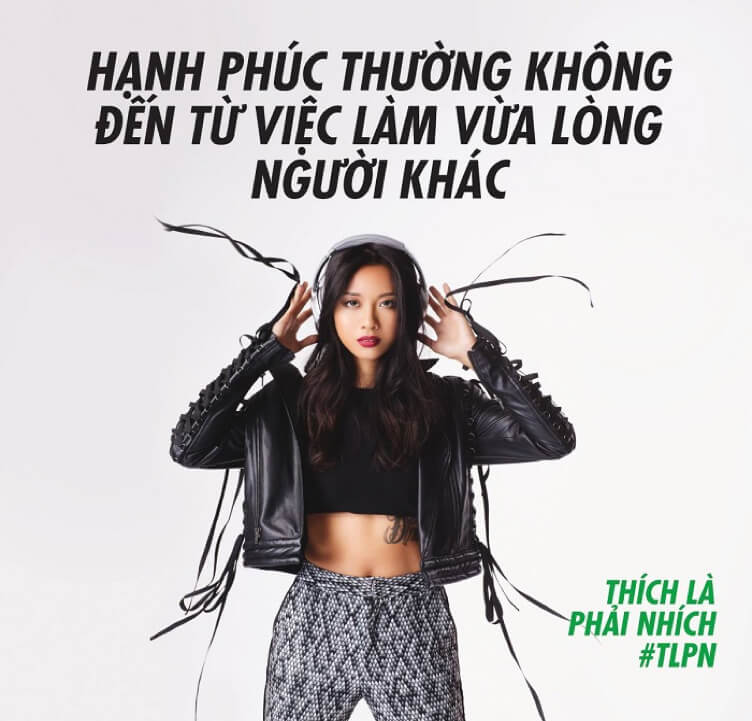 HẠNH PHÚC THƯỜNG KHÔNG
ĐẾN TỪ VIỆC LÀM VỪA LÒNG
NGƯỜI KHÁC
THÍCH LÀ
PHẢI NHÍCH
#TLPN